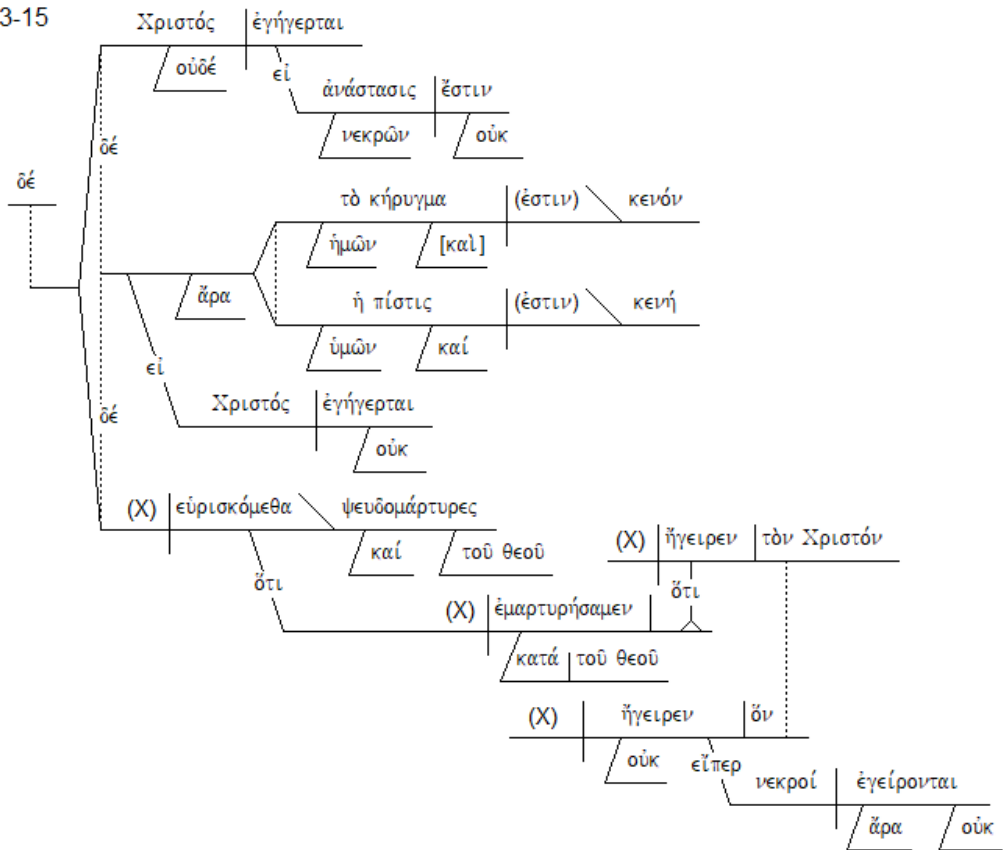 3-15
Χριστός ἐγήγερται
οὐδέ εἰ
ἀνάστασις ἔστιν
νεκρῶν οὐκ
δέ
δέ
τὸ κήρυγμα (ἐστιν) κενόν
ἡμῶν [καὶ]
ἄρα
ἡ πίστις (ἐστιν) κενή
ὑμῶν καί
εἰ
Χριστός ἐγήγερται
δέ
οὐκ
(X) εὑρισκόμεθα ψευδομάρτυρες
καί τοῦ θεοῦ
(X) ἤγειρεν τὸν Χριστόν
ὅτι ὅτι
(X) ἐμαρτυρήσαμεν
κατά τοῦ θεοῦ
(X) ἤγειρεν ὅν
οὐκ εἴπερ
νεκροί ἐγείρονται
ἄρα οὐκ